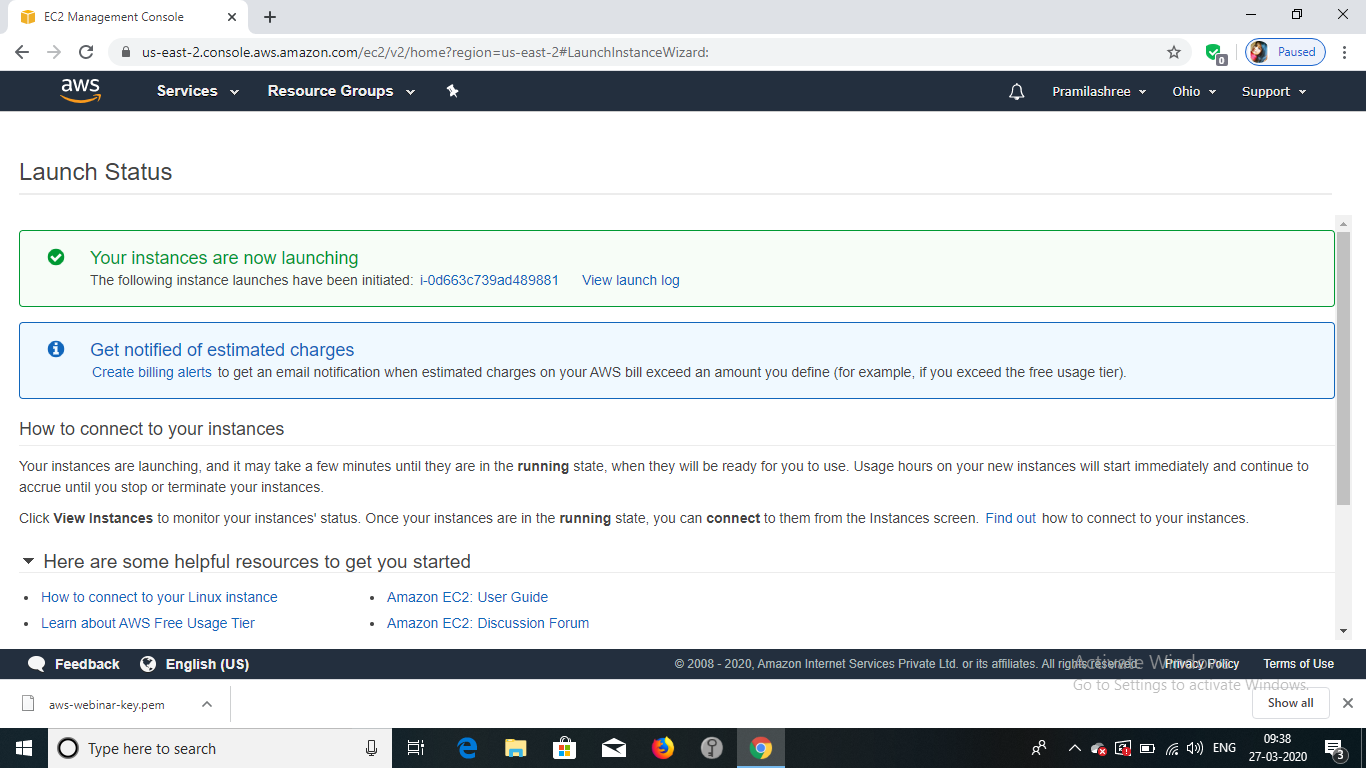 EC2 Management Console
us-east-2.console.aws.amazon.com/ec2/v2/home?region=us-east-2#LaunchInstanceWizard:
0
Paused
aws
Services
Resource Groups
Pramilashree
Ohio
Support
Launch Status
Your instances are now launching
The following instance launches have been initiated: i-0d663c739ad489881 View launch log
Get notified of estimated charges
Create billing alerts to get an email notification when estimated charges on your AWS bill exceed an amount you define (for example, if you exceed the free usage tier).
How to connect to your instances
Your instances are launching, and it may take a few minutes until they are in the running state, when they will be ready for you to use. Usage hours on your new instances will start immediately and continue to
accrue until you stop or terminate your instances.
Click View Instances to monitor your instances' status. Once your instances are in the running state, you can connect to them from the Instances screen. Find out how to connect to your instances.
Here are some helpful resources to get you started
• How to connect to your Linux instance
• Amazon EC2: User Guide
• Learn about AWS Free Usage Tier
• Amazon EC2: Discussion Forum
Feedback
English (US)
© 2008 - 2020, Amazon Internet Services Private Ltd. or its affiliates. All rights reserved.
Privacy Policy
Terms of Use
Activate Windows
Go to Settings to activate Windows.
aws-webinar-key.pem
Show all
Type here to search
ENG
09:38
27-03-2020
3